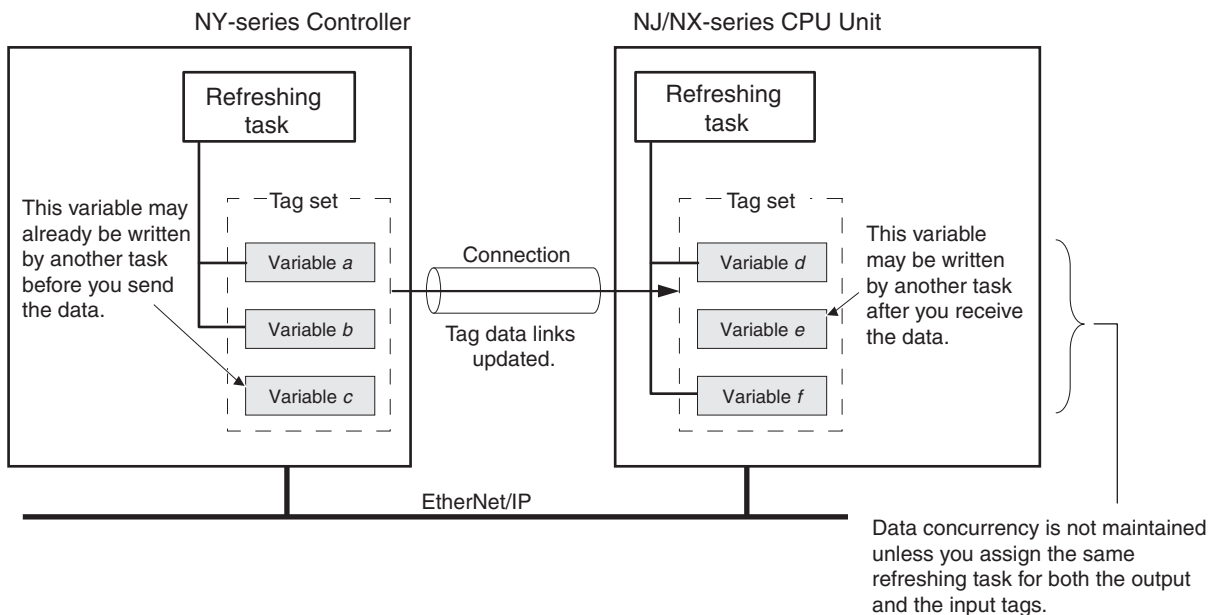 NY-series Controller
NJ/NX-series CPU Unit
Refreshing
task
Refreshing
task
This variable may
already be written
by another task
before you send
the data.
Tag set
Variable a
Variable b
Variable c
Connection
Tag data links
updated.
Tag set
Variable d
Variable e
Variable f
This variable
may be written
by another task
after you receive
the data.
EtherNet/IP
Data concurrency is not maintained
unless you assign the same
refreshing task for both the output
and the input tags.